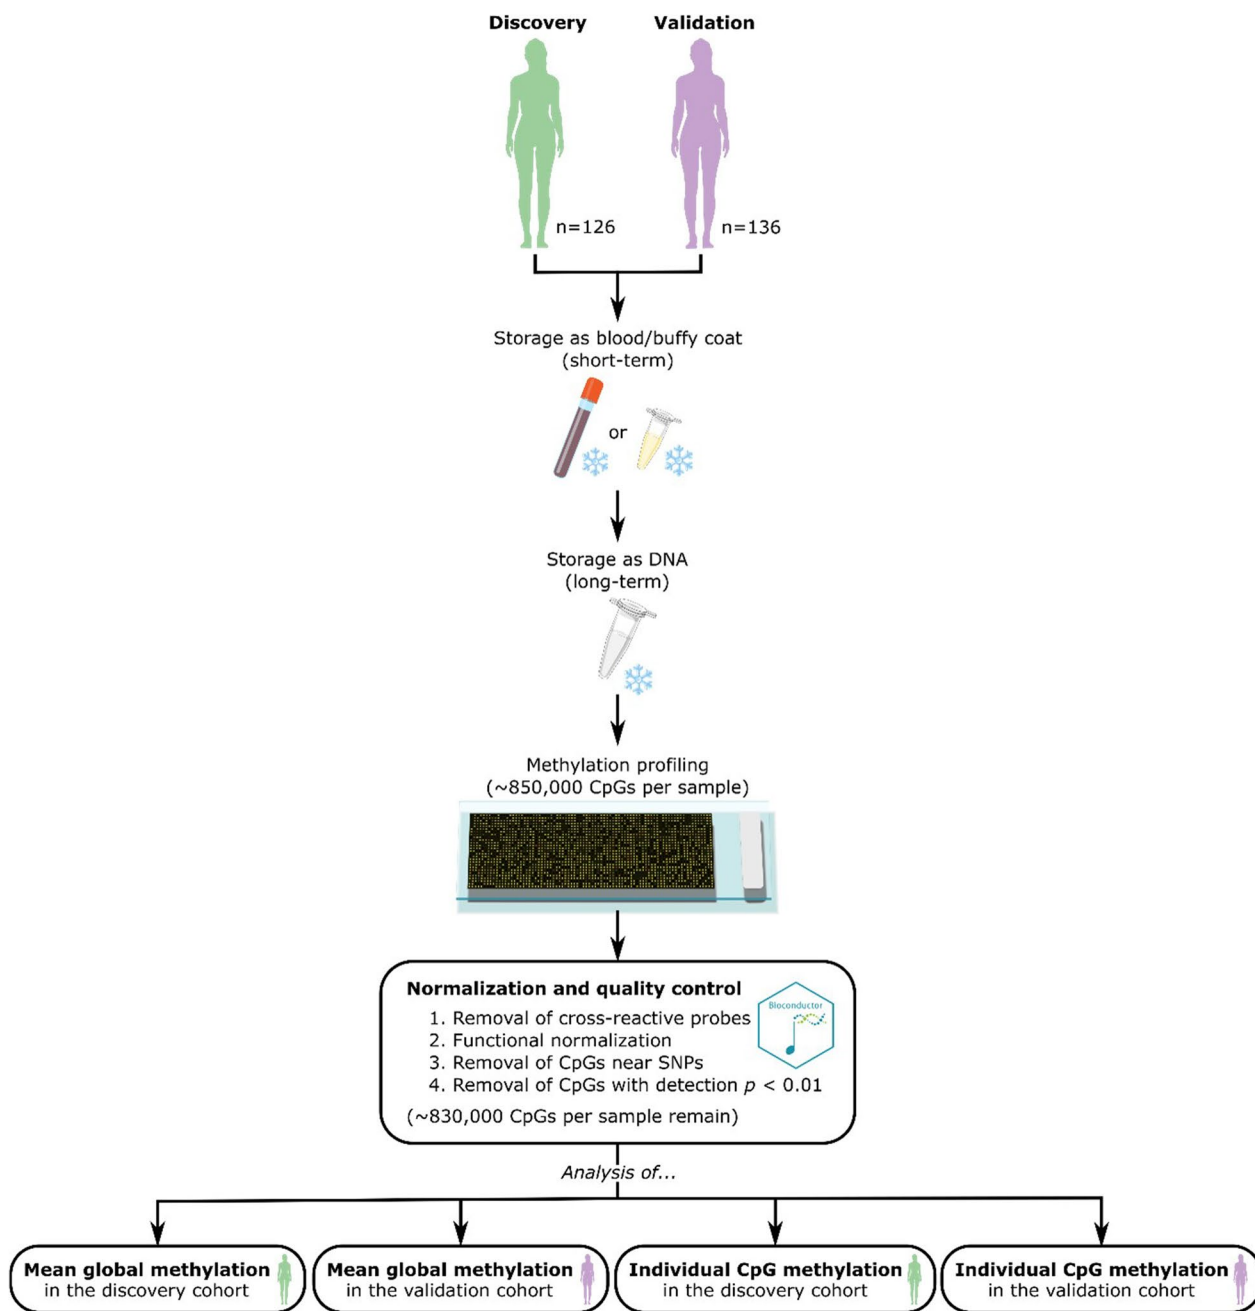 Discovery
Validation
n=126
n=136
Storage as blood/buffy coat
(short-term)
or
Storage as DNA
(long-term)
Methylation profiling
(~850,000 CpGs per sample)
Normalization and quality control
Bioconductor
1. Removal of cross-reactive probes
2. Functional normalization
3. Removal of CpGs near SNPs
4. Removal of CpGs with detection p < 0.01
(~830,000 CpGs per sample remain)
Analysis of...
Mean global methylation
in the discovery cohort
Mean global methylation
in the validation cohort
Individual CpG methylation
in the discovery cohort
Individual CpG methylation
in the validation cohort